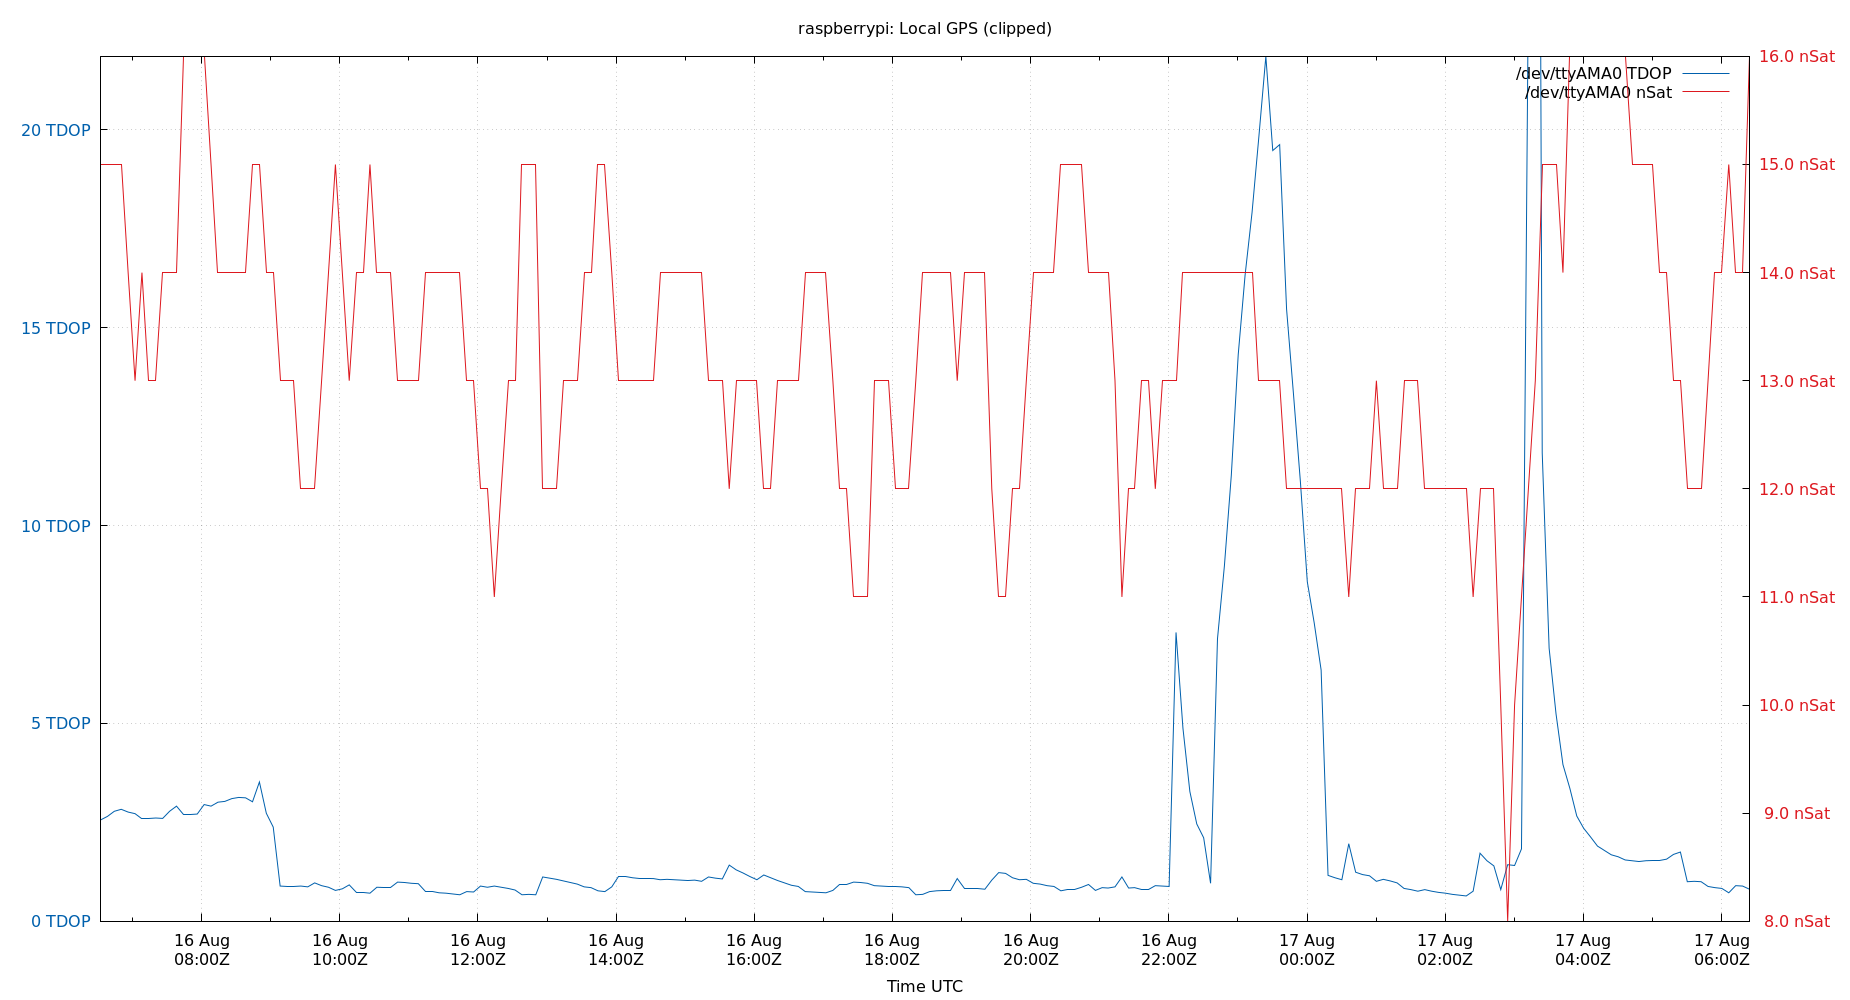 raspberrypi: Local GPS (clipped)
/dev/ttyAMA0 TDOP
/dev/ttyAMA0 nSat
20 TDOP
15 TDOP
10 TDOP
5 TDOP
0 TDOP
16.0 nSat
15.0 nSat
14.0 nSat
13.0 nSat
12.0 nSat
11.0 nSat
10.0 nSat
9.0 nSat
8.0 nSat
16 Aug 16 Aug 16 Aug 16 Aug 16 Aug 16 Aug 16 Aug 16 Aug 17 Aug 17 Aug 17 Aug 17 Aug
08:00Z 10:00Z 12:00Z 14:00Z 16:00Z 18:00Z 20:00Z 22:00Z 00:00Z 02:00Z 04:00Z 06:00Z
Time UTC